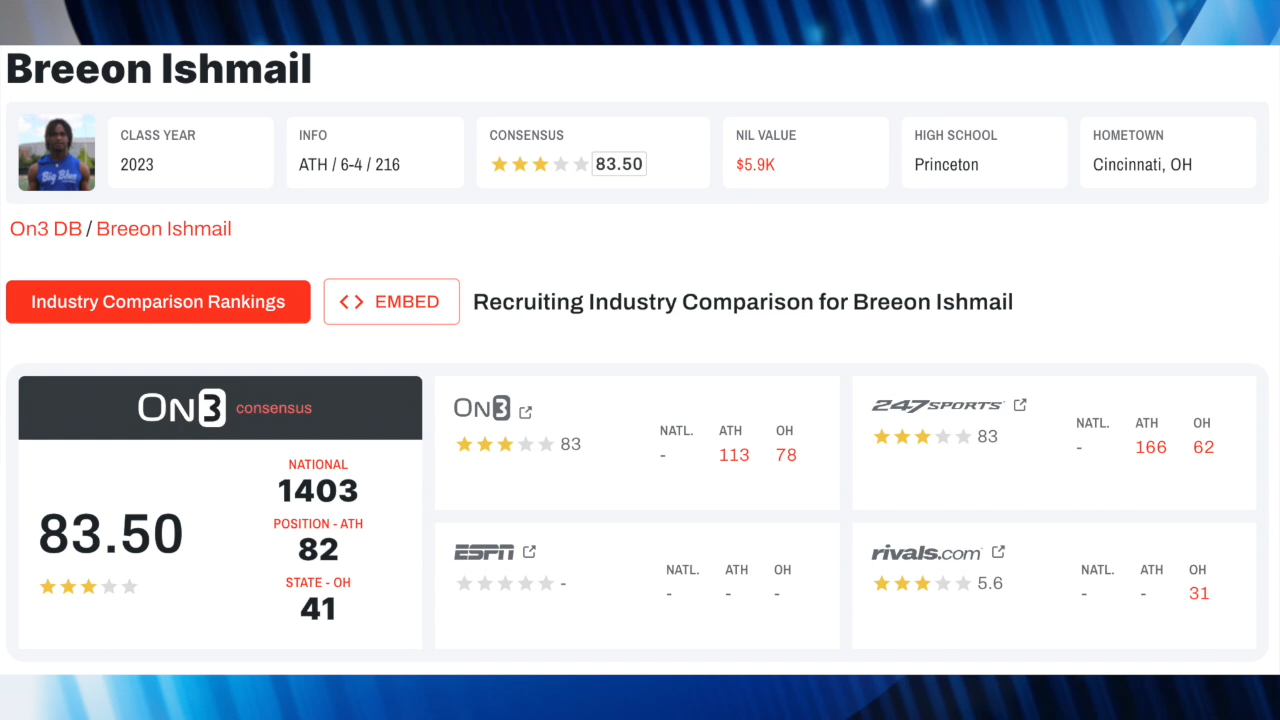 Breeon Ishmail
CLASS YEAR
2023
INFO
ATH / 6-4 / 216
CONSENSUS
83.50
NIL VALUE
$5.9K
HIGH SCHOOL
Princeton
HOMETOWN
Cincinnati, OH
Big Blue
On3 DB / Breeon Ishmail
Industry Comparison Rankings
<> EMBED
Recruiting Industry Comparison for Breeon Ishmail
ON3 consensus
83.50
NATIONAL
1403
POSITION - ATH
82
STATE - OH
41
ON3
83
NATL. ATH OH
- 113 78
247SPORTS
83
NATL. ATH OH
- 166 62
ESPN
-
NATL. ATH OH
- - -
rivals.com
5.6
NATL. ATH OH
- - 31